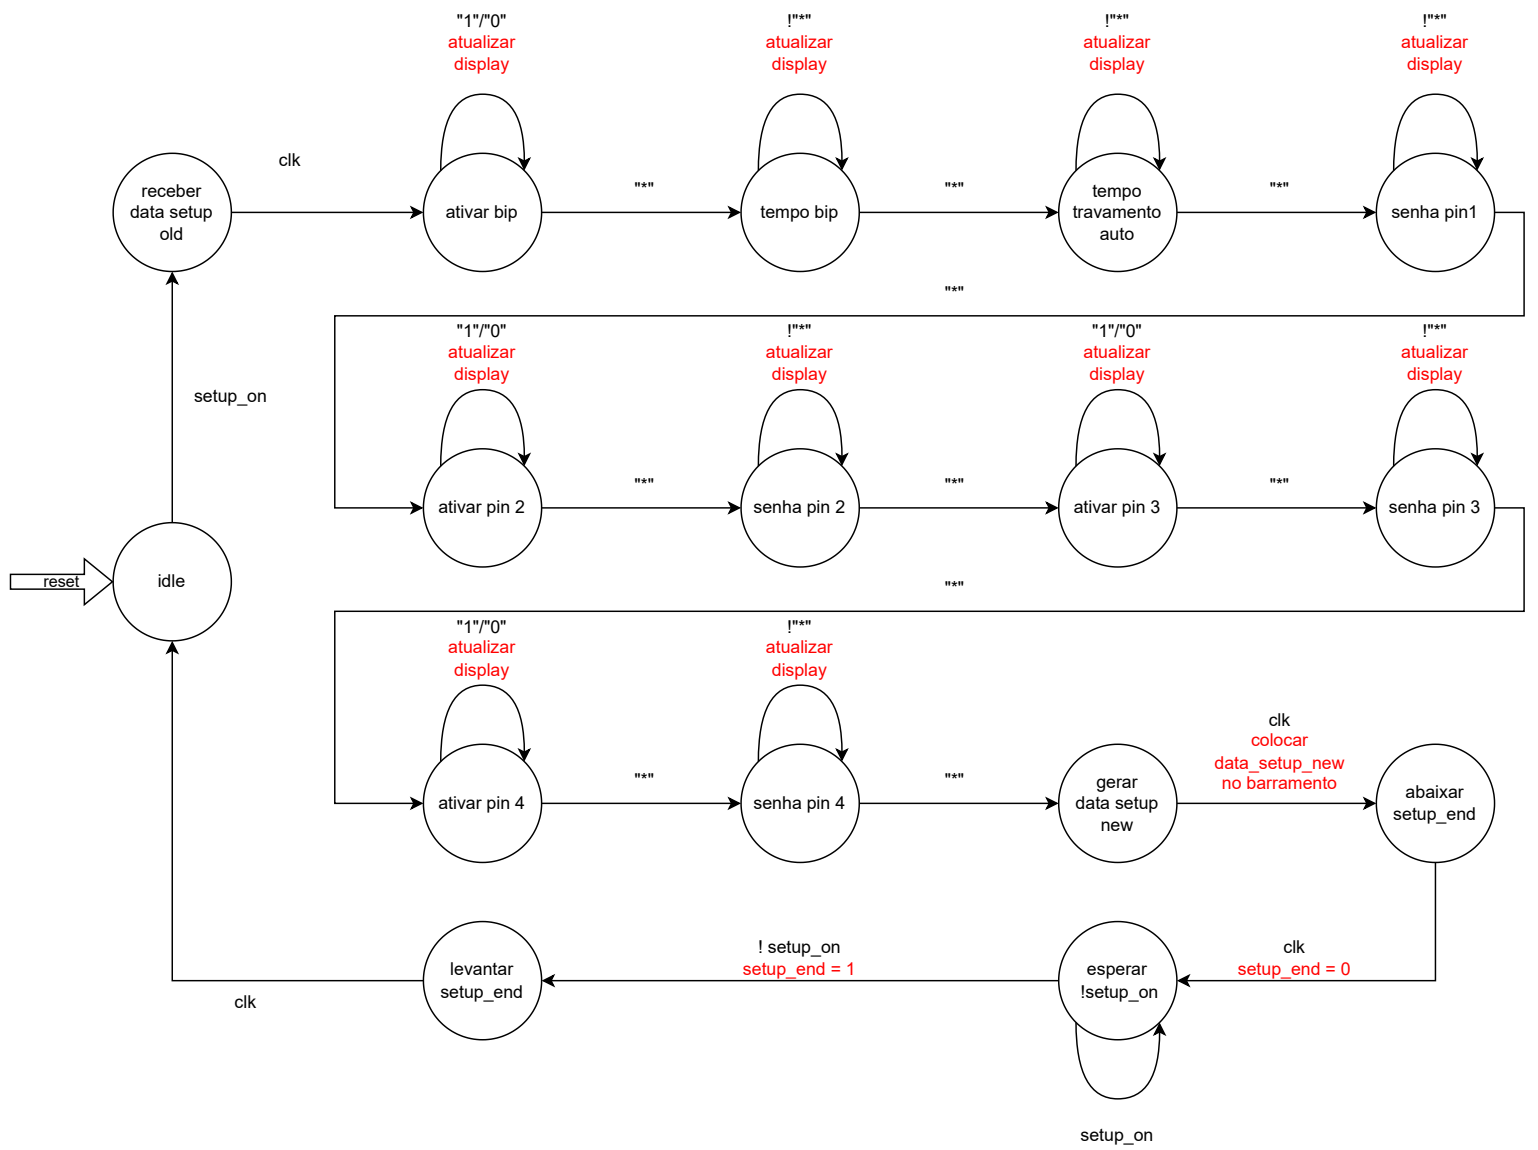 "1"/"0"
atualizar
display
!"*"
atualizar
display
!"*"
atualizar
display
!"*"
atualizar
display
receber
data setup
old
clk
ativar bip
"*"
tempo bip
"*"
tempo
travamento
auto
"*"
senha pin1
"*"
"1"/"0"
atualizar
display
!"*"
atualizar
display
"1"/"0"
atualizar
display
!"*"
atualizar
display
setup_on
ativar pin 2
"*"
senha pin 2
"*"
ativar pin 3
"*"
senha pin 3
reset
idle
"*"
"1"/"0"
atualizar
display
!"*"
atualizar
display
ativar pin 4
"*"
senha pin 4
"*"
gerar
data setup
new
clk
colocar
data_setup_new
no barramento
abaixar
setup_end
levantar
setup_end
! setup_on
setup_end = 1
esperar
!setup_on
clk
setup_end = 0
clk
setup_on